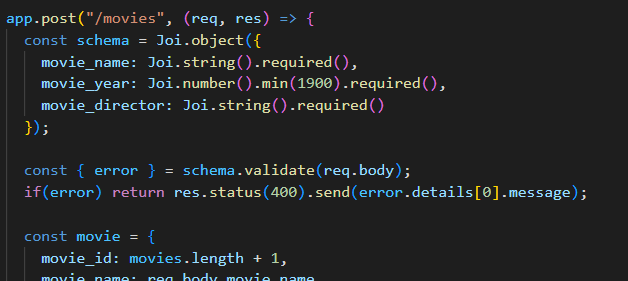 app.post("/movies", (req, res) => {
const schema = Joi.object({
movie_name: Joi.string().required(),
movie_year: Joi.number().min(1900).required(),
movie_director: Joi.string().required()
});
const { error } = schema.validate(req.body);
if(error) return res.status(400).send(error.details[0].message);
const movie = {
movie_id: movies.length + 1,
movie_name: req.body.movie_name